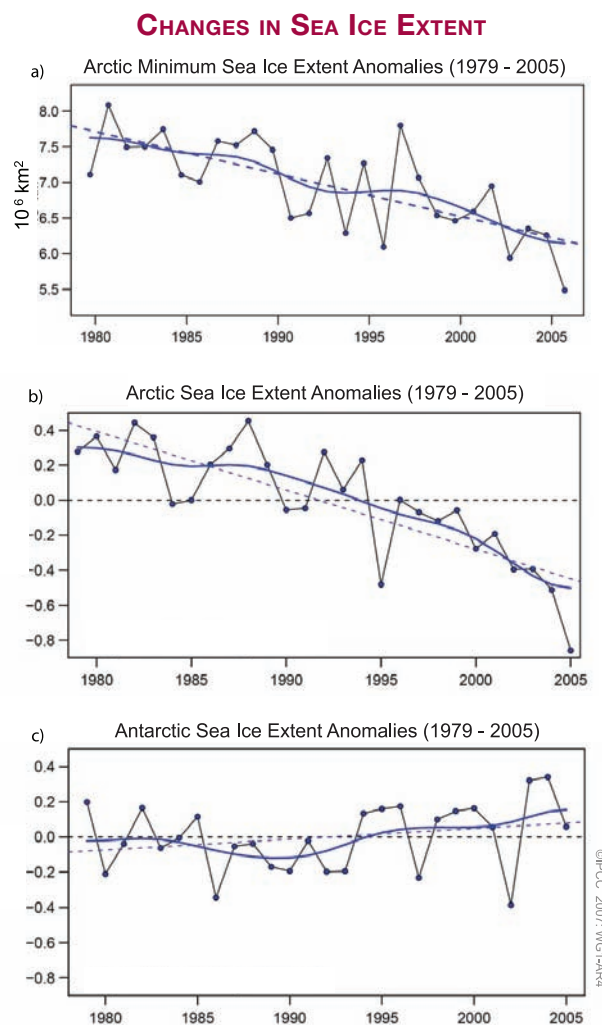 CHANGES IN SEA ICE EXTENT
a) Arctic Minimum Sea Ice Extent Anomalies (1979 - 2005)
10⁶ km²
8.0
7.5
7.0
6.5
6.0
5.5
1980 1985 1990 1995 2000 2005
b) Arctic Sea Ice Extent Anomalies (1979 - 2005)
0.4
0.2
0.0
-0.2
-0.4
-0.6
-0.8
1980 1985 1990 1995 2000 2005
c) Antarctic Sea Ice Extent Anomalies (1979 - 2005)
0.4
0.2
0.0
-0.2
-0.4
-0.6
-0.8
1980 1985 1990 1995 2000 2005
©IPCC 2007: WG1-AR4